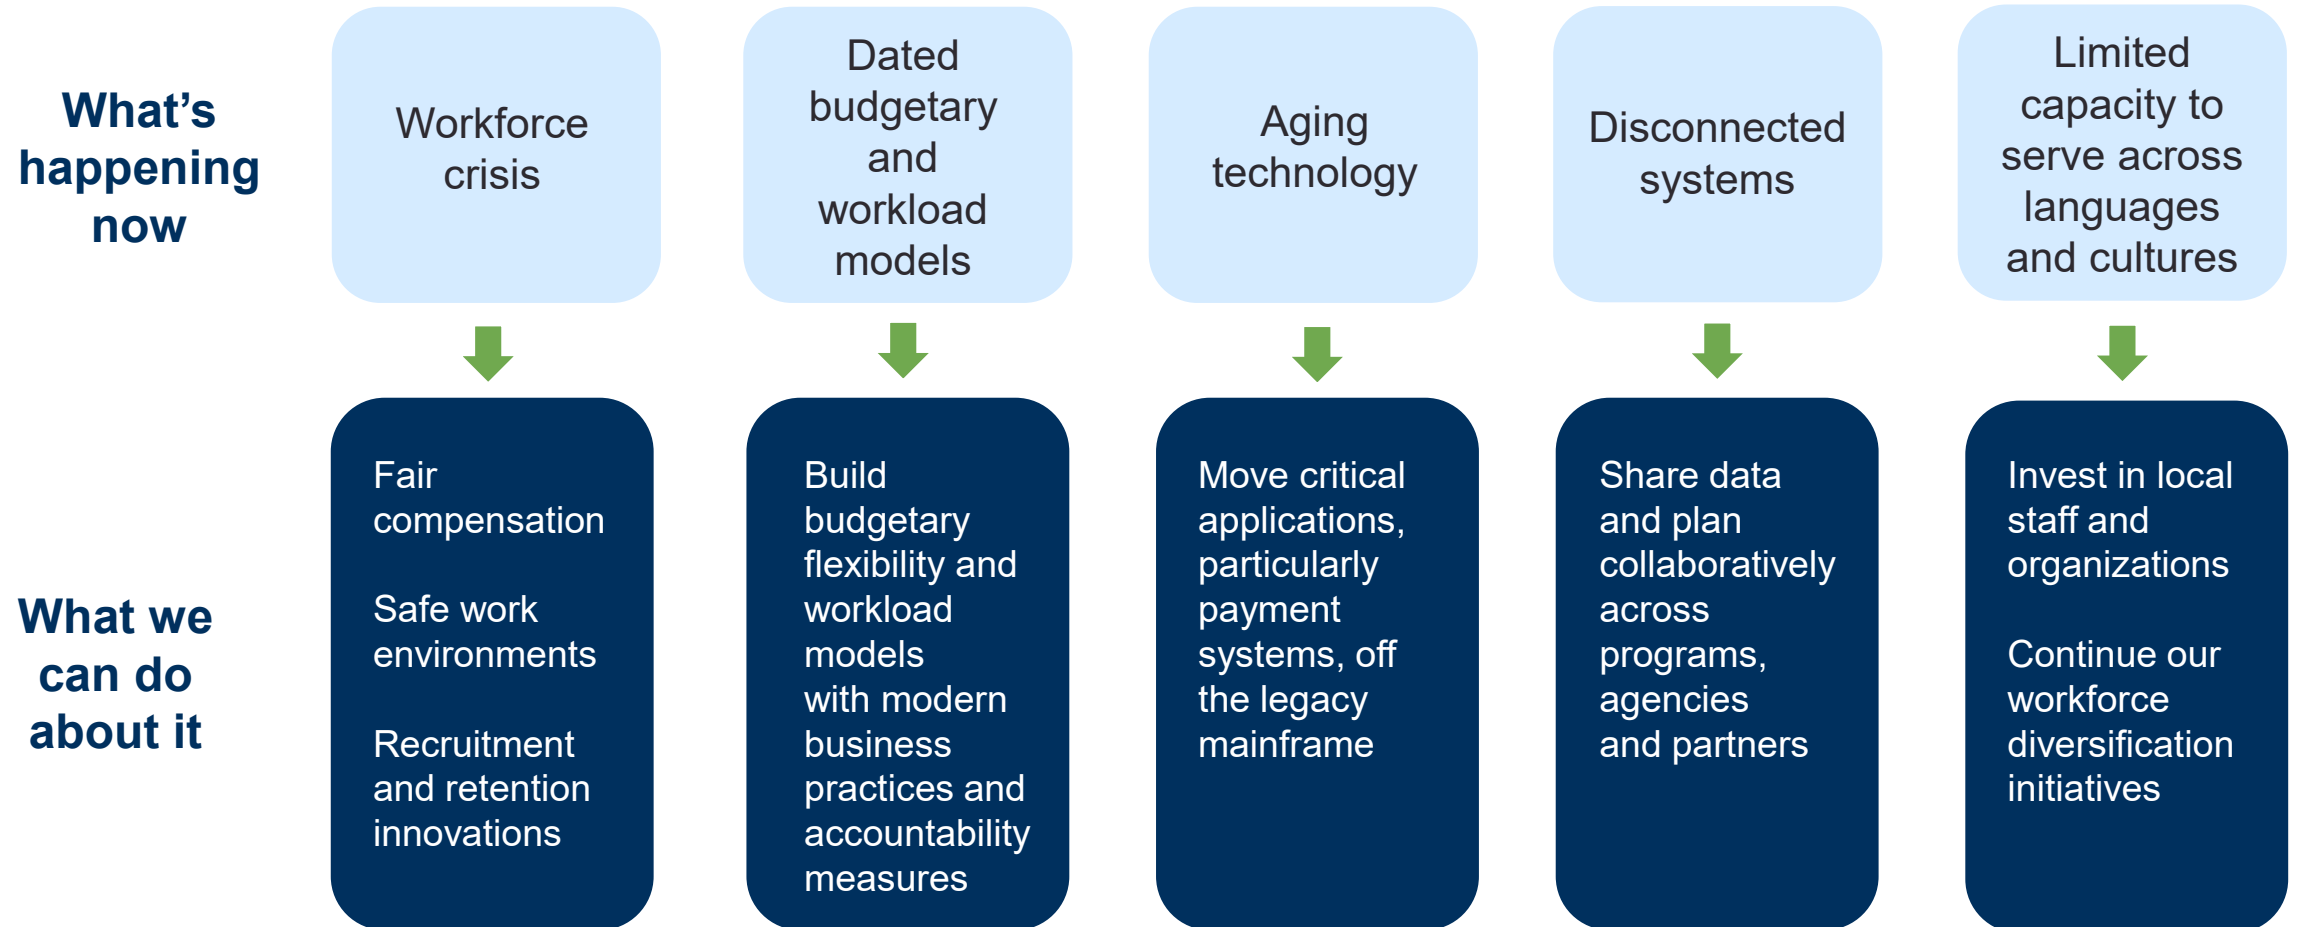 What’s
happening
now
Workforce
crisis
Dated
budgetary
and
workload
models
Aging
technology
Disconnected
systems
Limited
capacity to
serve across
languages
and cultures
What we
can do
about it
Fair
compensation
Safe work
environments
Recruitment
and retention
innovations
Build
budgetary
flexibility and
workload
models
with modern
business
practices and
accountability
measures
Move critical
applications,
particularly
payment
systems, off
the legacy
mainframe
Share data
and plan
collaboratively
across
programs,
agencies
and partners
Invest in local
staff and
organizations
Continue our
workforce
diversification
initiatives